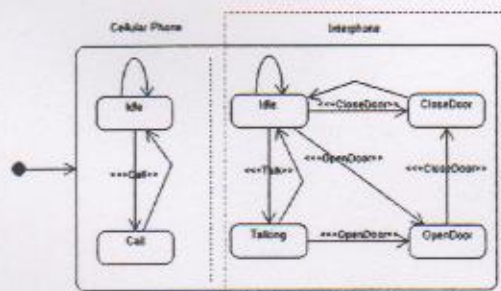 Cellular Phone
Interphone
Idle
Idle
<<CloseDoor>>
CloseDoor
<<Call>>
<<Talk>>
<<OpenDoor>>
<<CloseDoor>>
Call
Talking
<<OpenDoor>>
OpenDoor